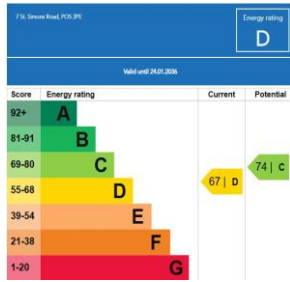 7 St. Simons Road, PO5 2PE
Energy rating
D
Valid until 24.01.2036
Score Energy rating Current Potential
92+ A
81-91 B
69-80 C 74 | C
55-68 D 67 | D
39-54 E
21-38 F
1-20 G